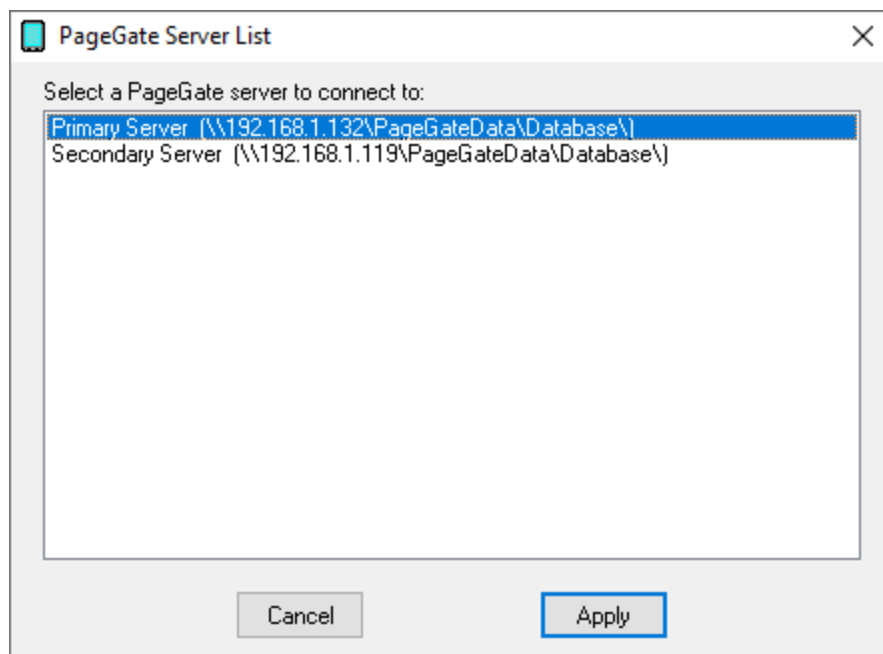 PageGate Server List
Select a PageGate server to connect to:
Primary Server  (\\192.168.1.132\PageGateData\Database\)
Secondary Server  (\\192.168.1.119\PageGateData\Database\)
Cancel
Apply